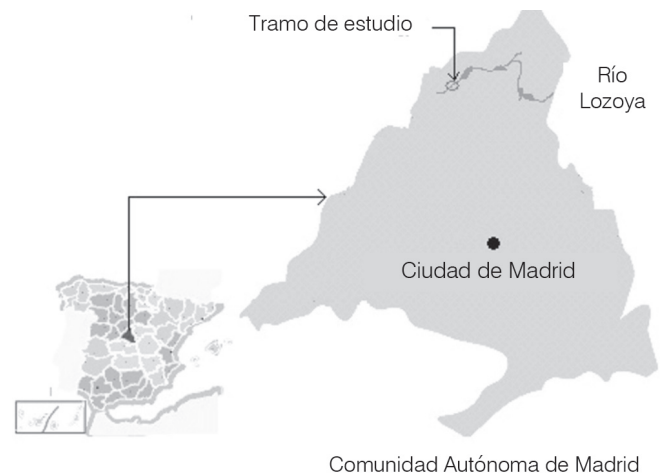 Tramo de estudio
Río
Lozoya
Ciudad de Madrid
Comunidad Autónoma de Madrid